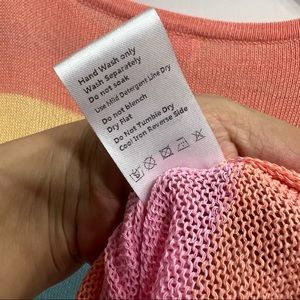 Hand Wash only
Wash Separately
Do not soak
Use Mild Detergent Line Dry
Do not blench
Dry Flat
Do Not Tumble Dry
Cool Iron Reverse Side